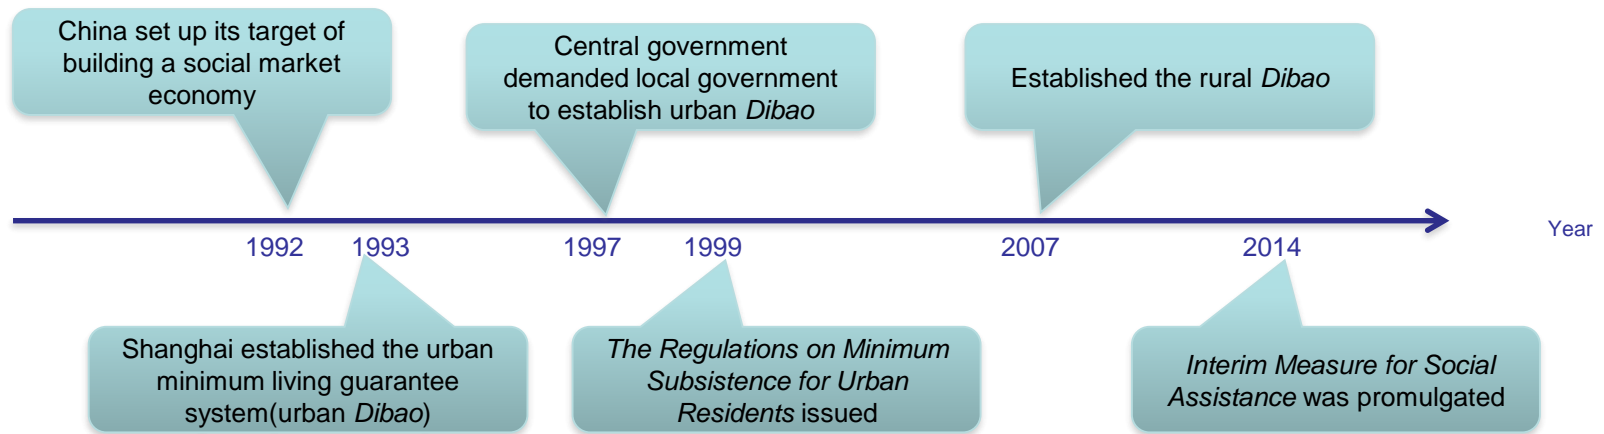 China set up its target of
building a social market
economy
Central government
demanded local government
to establish urban Dibao
Established the rural Dibao
Year
1992
1993
1997
1999
2007
2014
Shanghai established the urban
minimum living guarantee
system(urban Dibao)
The Regulations on Minimum
Subsistence for Urban
Residents issued
Interim Measure for Social
Assistance was promulgated